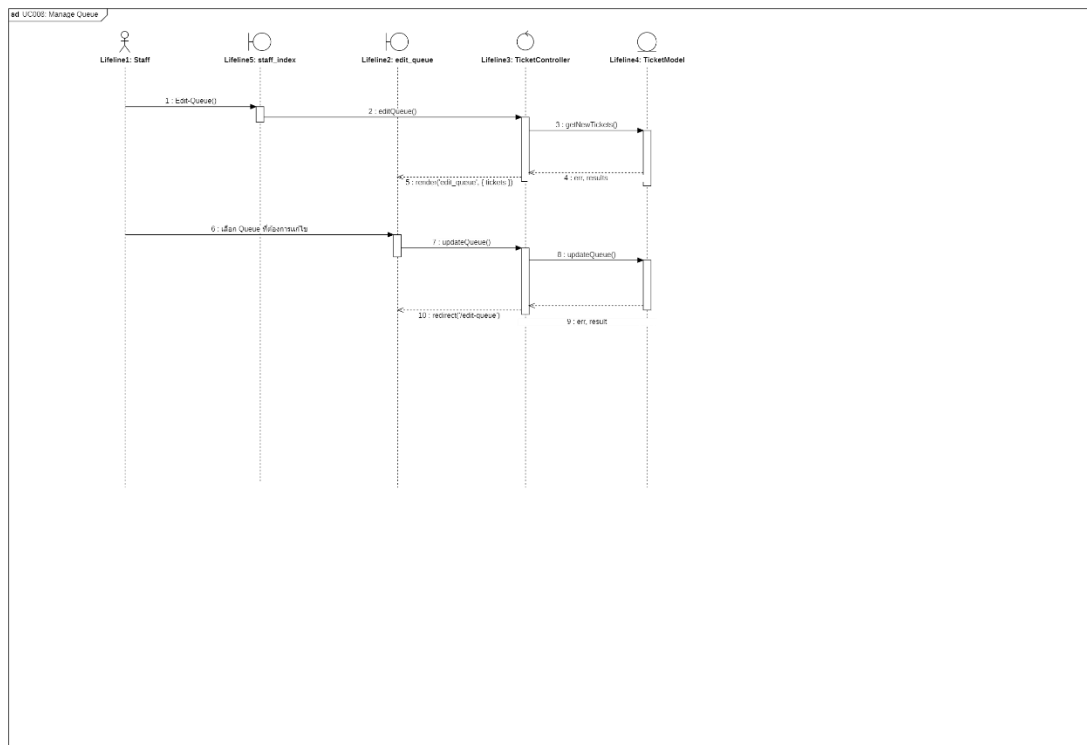 sd UC008: Manage Queue
Lifeline1: Staff
Lifeline5: staff_index
Lifeline2: edit_queue
Lifeline3: TicketController
Lifeline4: TicketModel
1 : Edit-Queue()
2 : editQueue()
3 : getNewTickets()
4 : err, results
5 : render('edit_queue', { tickets })
6 : เลือก Queue ที่ต้องการแก้ไข
7 : updateQueue()
8 : updateQueue()
9 : err, result
10 : redirect('/edit-queue')